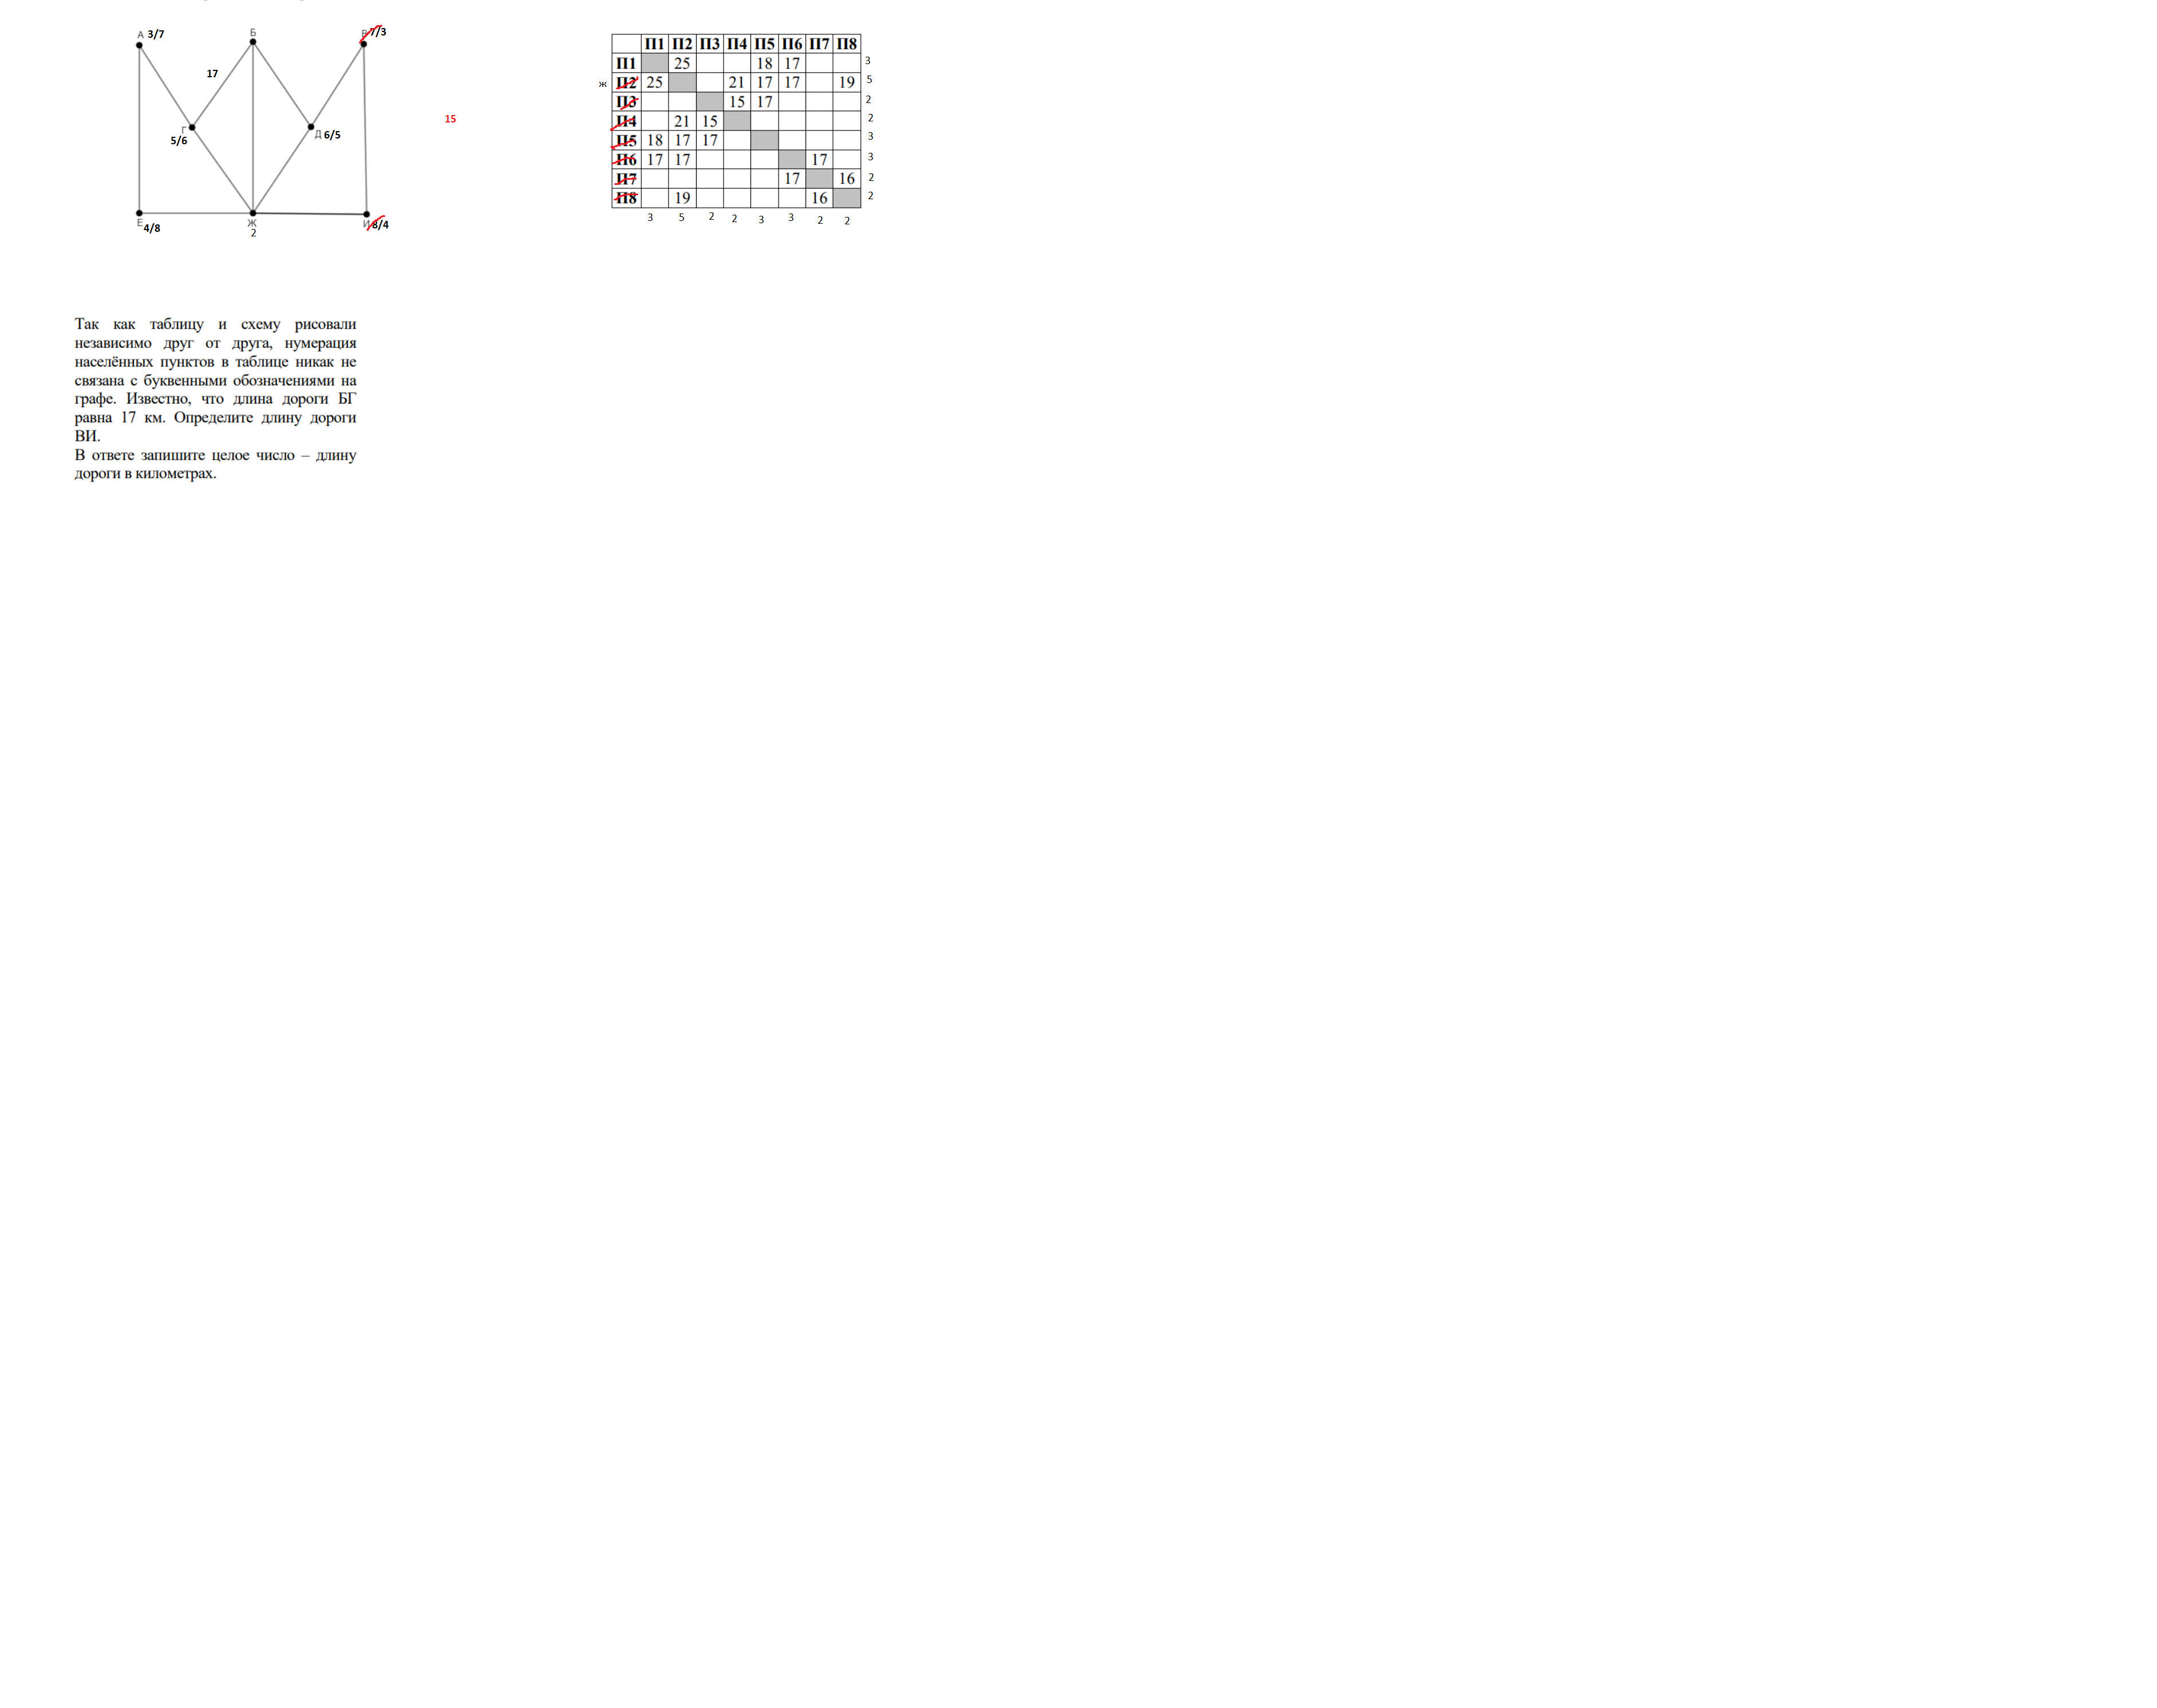 А 3/7
Б
7/3
17
Г
5/6
Д 6/5
15
Е 4/8
Ж
2
И 8/4
П1 П2 П3 П4 П5 П6 П7 П8
П1 25 18 17 3
ж П2 25 21 17 17 19 5
П3 15 17 2
П4 21 15 2
П5 18 17 17 3
П6 17 17 17 3
П7 17 16 2
П8 19 16 2
3 5 2 2 3 3 2 2
Так как таблицу и схему рисовали
независимо друг от друга, нумерация
населённых пунктов в таблице никак не
связана с буквенными обозначениями на
графе. Известно, что длина дороги БГ
равна 17 км. Определите длину дороги
ВИ.
В ответе запишите целое число – длину
дороги в километрах.